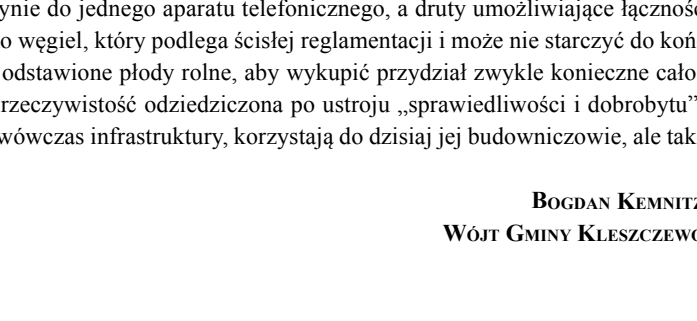 ynie do jednego aparatu telefonicznego, a druty umożliwiające łącznoś
o węgiel, który podlega ścisłej reglamentacji i może nie starczyć do koń
odstawione płody rolne, aby wykupić przydział zwykle konieczne cało
rzeczywistość odziedziczona po ustroju „sprawiedliwości i dobrobytu”
wówczas infrastruktury, korzystają do dzisiaj jej budowniczowie, ale tak
Bogdan Kemnitz
Wójt Gminy Kleszczewo